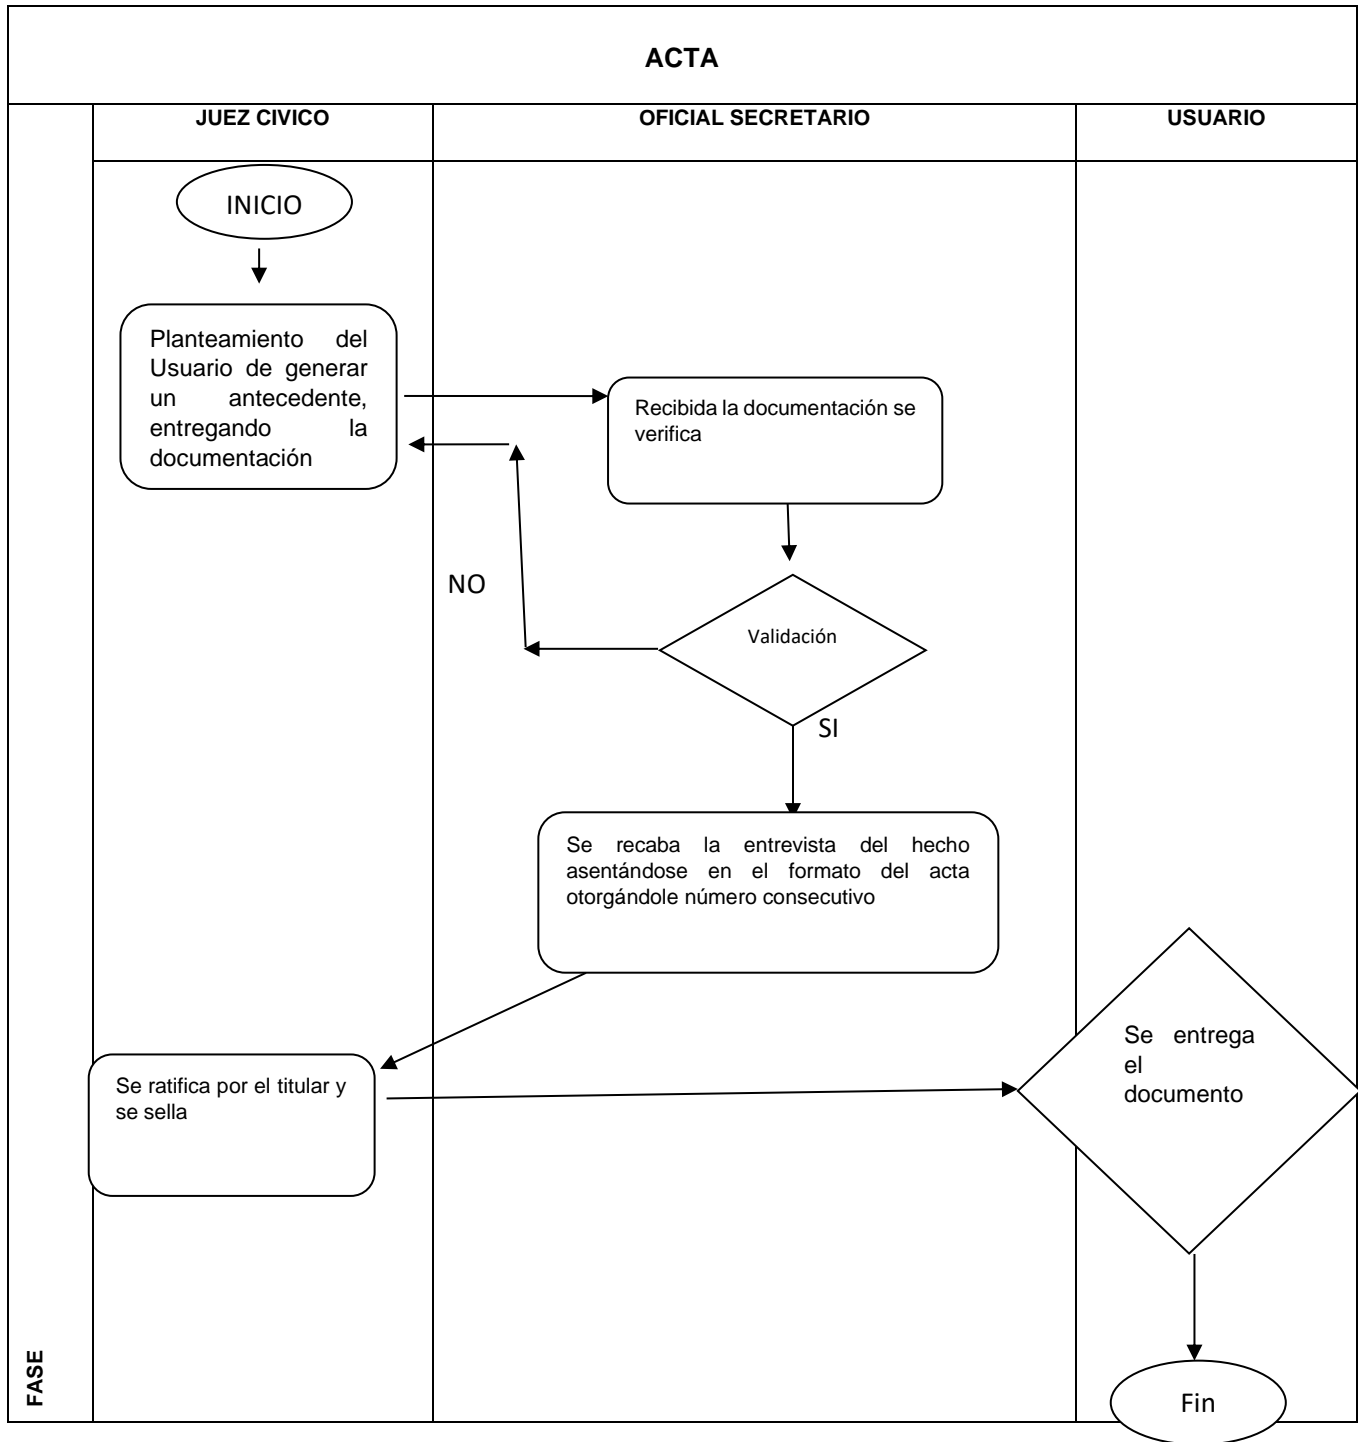 ACTA
JUEZ CIVICO
OFICIAL SECRETARIO
USUARIO
INICIO
Planteamiento del
Usuario de generar
un antecedente,
entregando la
documentación
Recibida la documentación se
verifica
NO
Validación
SI
Se recaba la entrevista del hecho
asentándose en el formato del acta
otorgándole número consecutivo
Se entrega
el
documento
Se ratifica por el titular y
se sella
FASE
Fin